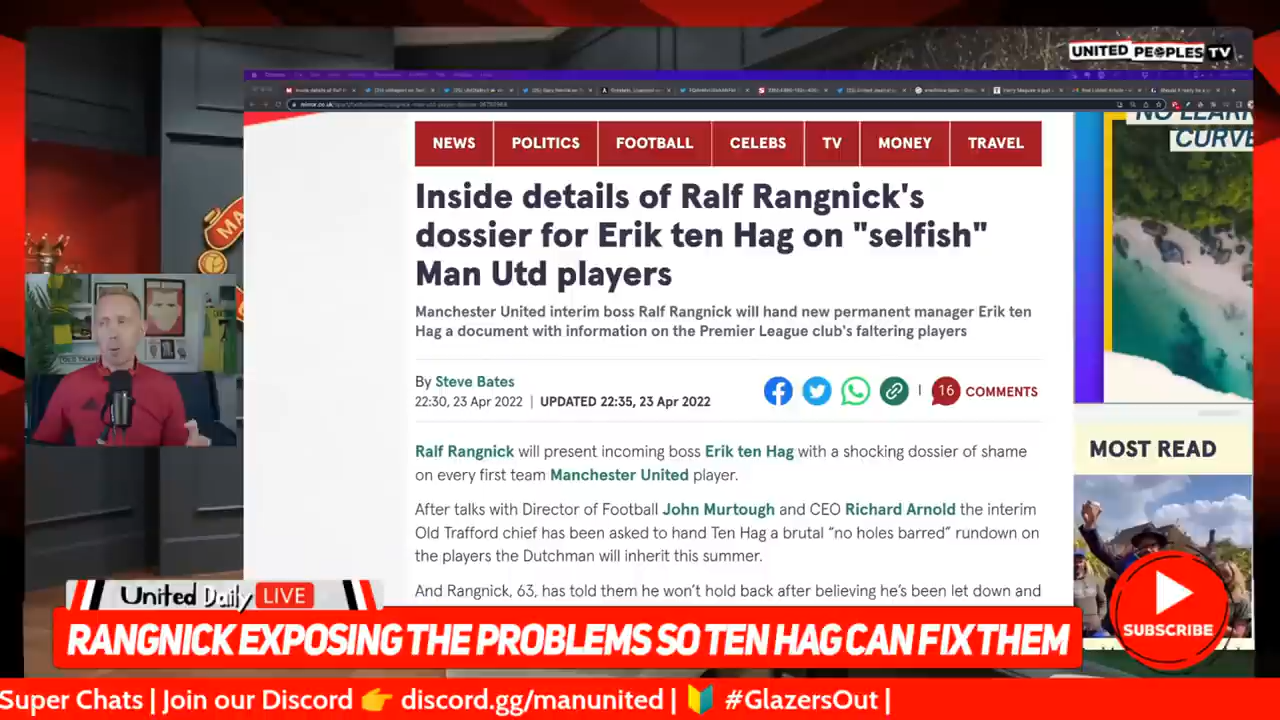 UNITED PEOPLES TV
NEWS
POLITICS
FOOTBALL
CELEBS
TV
MONEY
TRAVEL
CURVE
Inside details of Ralf Rangnick's
dossier for Erik ten Hag on "selfish"
Man Utd players
Manchester United interim boss Ralf Rangnick will hand new permanent manager Erik ten
Hag a document with information on the Premier League club's faltering players
By Steve Bates
22:30, 23 Apr 2022 | UPDATED 22:35, 23 Apr 2022
16 COMMENTS
Ralf Rangnick will present incoming boss Erik ten Hag with a shocking dossier of shame
on every first team Manchester United player.
After talks with Director of Football John Murtough and CEO Richard Arnold the interim
Old Trafford chief has been asked to hand Ten Hag a brutal “no holes barred” rundown on
the players the Dutchman will inherit this summer.
And Rangnick, 63, has told them he won’t hold back after believing he’s been let down and
MOST READ
United Daily LIVE
RANGNICK EXPOSING THE PROBLEMS SO TEN HAG CAN FIX THEM
SUBSCRIBE
Super Chats | Join our Discord 👉 discord.gg/manunited | 🔰 #GlazersOut |